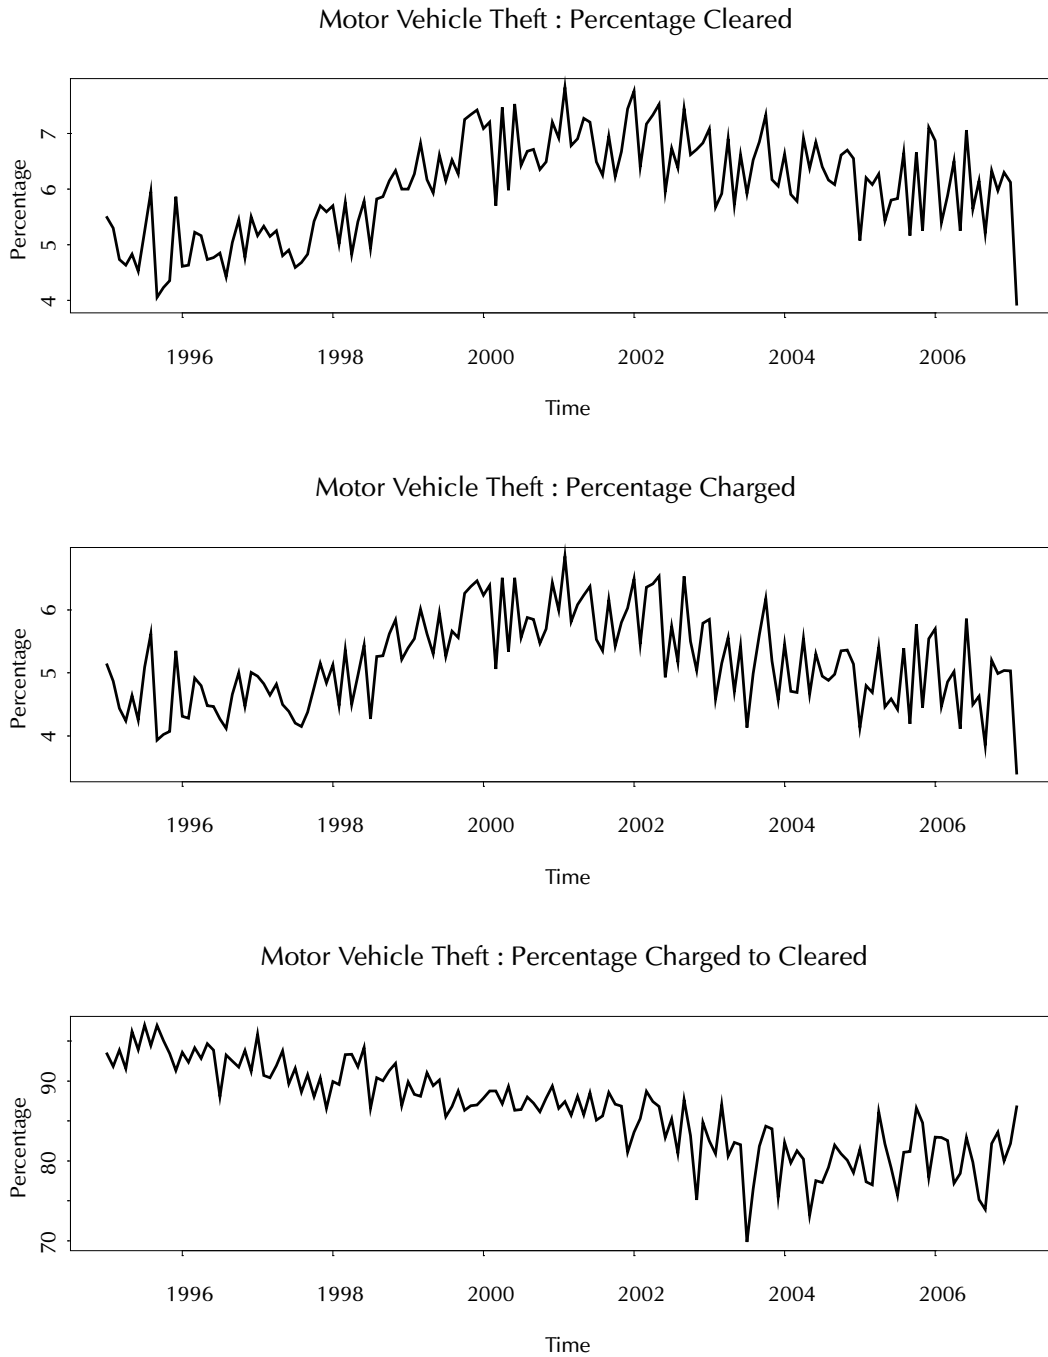 Motor Vehicle Theft : Percentage Cleared
Percentage
7
6
5
4
1996 1998 2000 2002 2004 2006
Time
Motor Vehicle Theft : Percentage Charged
Percentage
6
5
4
1996 1998 2000 2002 2004 2006
Time
Motor Vehicle Theft : Percentage Charged to Cleared
Percentage
90
80
70
1996 1998 2000 2002 2004 2006
Time